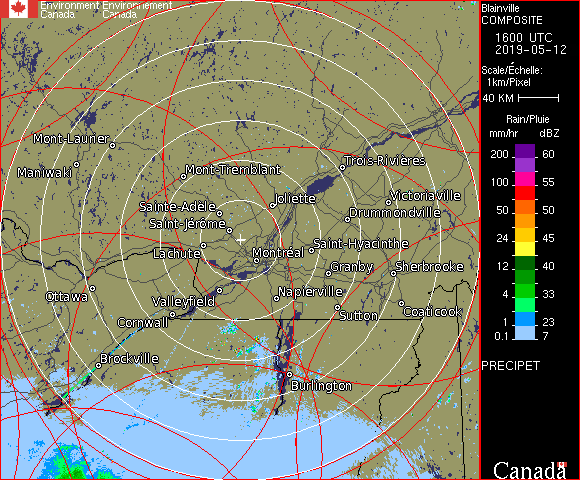 Environment Environnement
Canada Canada
Blainville
COMPOSITE
1600 UTC
2019-05-12
Scale/Échelle:
1km/Pixel
40 KM
Rain/Pluie
mm/hr dBZ
200 60
100 55
50 50
24 45
12 40
4 33
1 23
0.1 7
PRECIPET
Canada
Mont-Laurier
Maniwaki
Mont-Tremblant
Trois-Rivières
Joliette
Victoriaville
Sainte-Adèle
Drummondville
Saint-Jérôme
Saint-Hyacinthe
Lachute
Montréal
Granby
Sherbrooke
Ottawa
Valleyfield
Napierville
Cornwall
Sutton
Coaticook
Brockville
Burlington